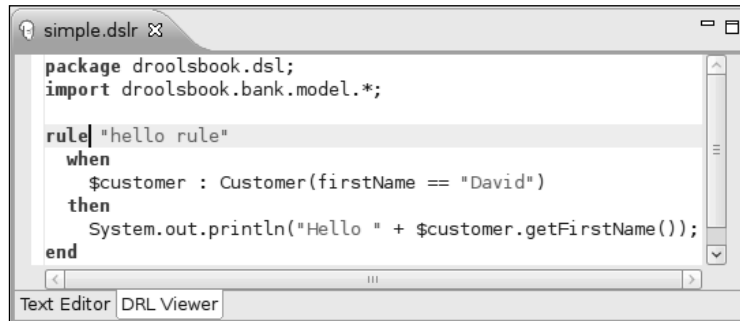 simple.dslr
package droolsbook.dsl;
import droolsbook.bank.model.*;
rule "hello rule"
when
$customer : Customer(firstName == "David")
then
System.out.println("Hello " + $customer.getFirstName());
end
Text Editor DRL Viewer